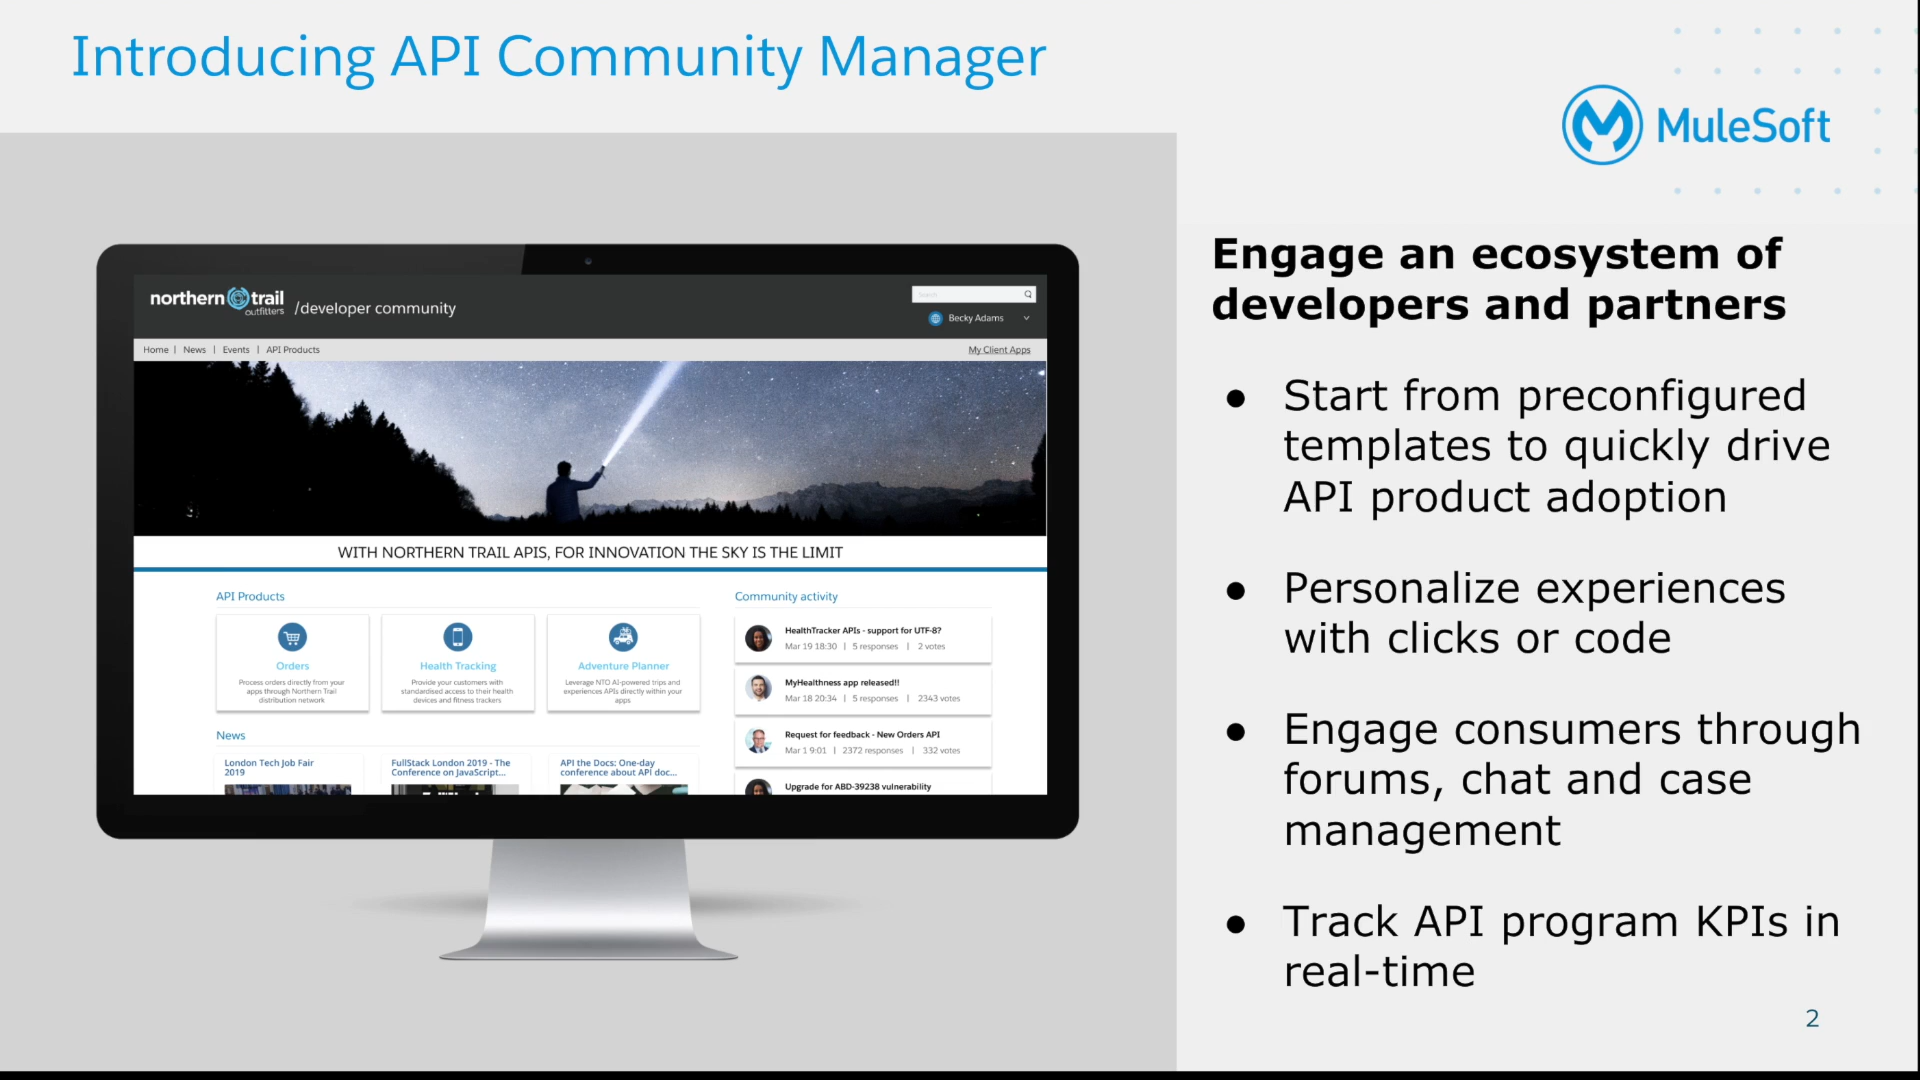 Introducing API Community Manager
MuleSoft
northern trail
outfitters
/developer community
Search
Becky Adams
Home | News | Events | API Products
My Client Apps
WITH NORTHERN TRAIL APIS, FOR INNOVATION THE SKY IS THE LIMIT
API Products
Orders
Process orders directly from your
apps through Northern Trail
distribution network
Health Tracking
Provide your customers with
standardised access to their health
devices and fitness trackers
Adventure Planner
Leverage NTO AI-powered trips and
experiences APIs directly within your
apps
News
London Tech Job Fair
2019
FullStack London 2019 - The
Conference on JavaScript...
API the Docs: One-day
conference about API doc...
Community activity
HealthTracker APIs - support for UTF-8?
Mar 19 18:30 | 5 responses | 2 votes
MyHealthness app released!!
Mar 18 20:34 | 5 responses | 2343 votes
Request for feedback - New Orders API
Mar 1 9:01 | 2372 responses | 332 votes
Upgrade for ABD-39238 vulnerability
Engage an ecosystem of
developers and partners
● Start from preconfigured
templates to quickly drive
API product adoption
● Personalize experiences
with clicks or code
● Engage consumers through
forums, chat and case
management
● Track API program KPIs in
real-time
2